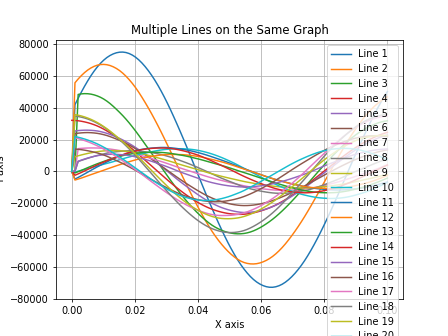 Multiple Lines on the Same Graph
80000
60000
40000
20000
0
−20000
−40000
−60000
−80000
0.00
0.02
0.04
0.06
X axis
Line 1
Line 2
Line 3
Line 4
Line 5
Line 6
Line 7
Line 8
Line 9
Line 10
Line 11
Line 12
Line 13
Line 14
Line 15
Line 16
Line 17
Line 18
Line 19
Line 20